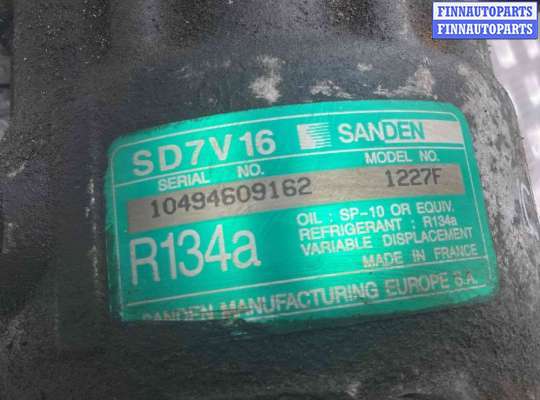 FINNAUTOPARTS
FINNAUTOPARTS
SD7V16 SANDEN
SERIAL NO. MODEL NO.
10494609162 1227F
R134a
OIL : SP-10 OR EQUIV.
REFRIGERANT : R134a
VARIABLE DISPLACEMENT
MADE IN FRANCE
SANDEN MANUFACTURING EUROPE S.A.